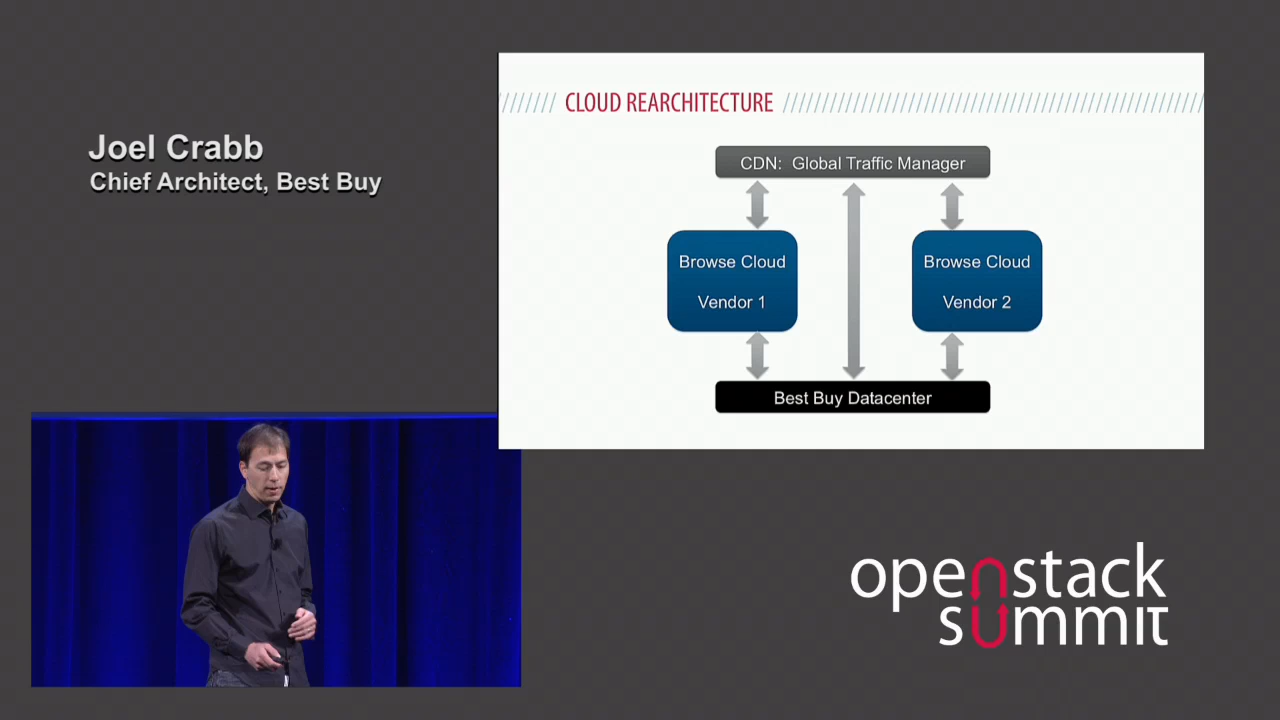 Joel Crabb
Chief Architect, Best Buy
CLOUD REARCHITECTURE
CDN: Global Traffic Manager
Browse Cloud
Vendor 1
Browse Cloud
Vendor 2
Best Buy Datacenter
openstack
summit